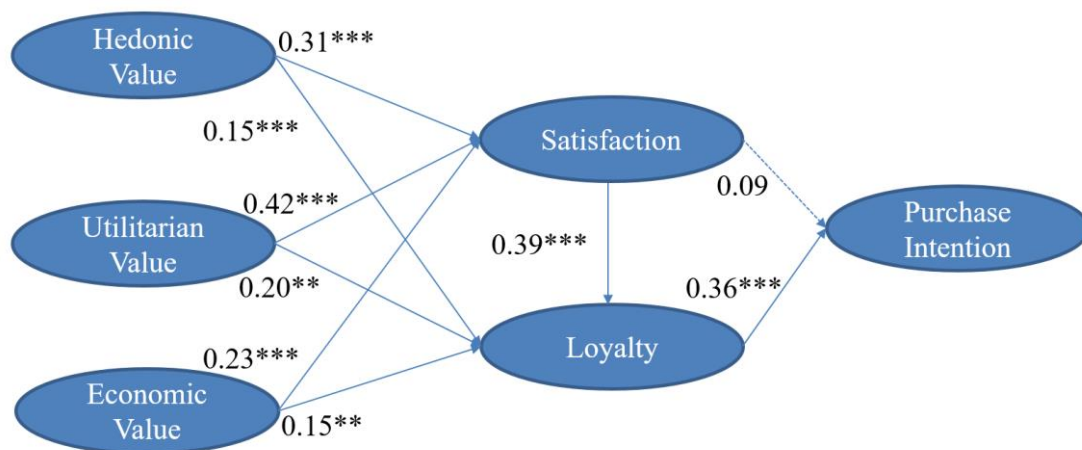 Hedonic
Value
0.31***
0.15***
Satisfaction
0.09
Utilitarian
Value
0.42***
0.20**
0.39***
Purchase
Intention
0.36***
Loyalty
0.23***
Economic
Value
0.15**